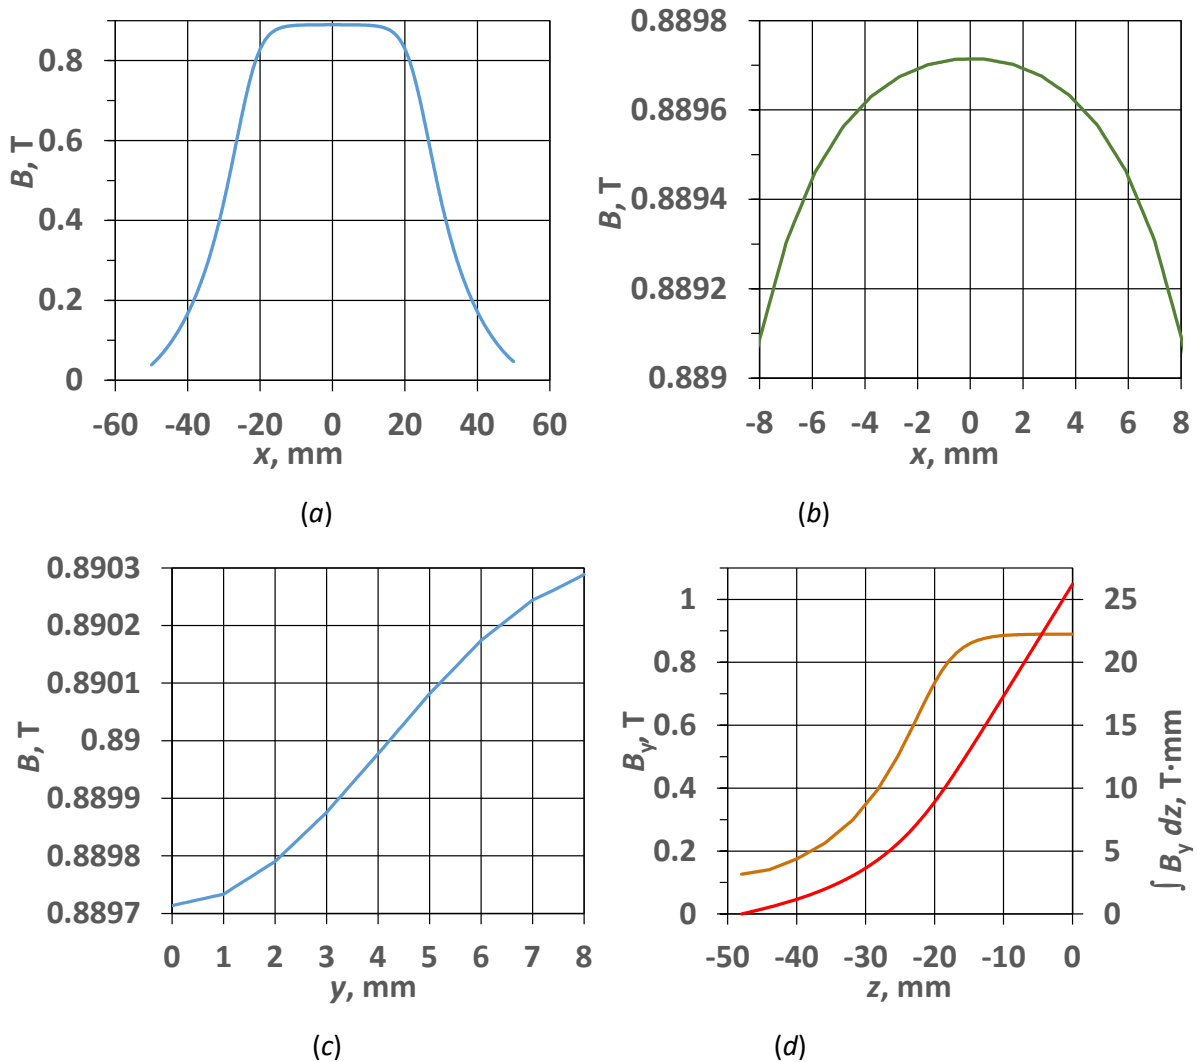 B, T
0.8
0.6
0.4
0.2
0
-60 -40 -20 0 20 40 60
x, mm
(a)
B, T
0.8898
0.8896
0.8894
0.8892
0.889
-8 -6 -4 -2 0 2 4 6 8
x, mm
(b)
B, T
0.8903
0.8902
0.8901
0.89
0.8899
0.8898
0.8897
0 1 2 3 4 5 6 7 8
y, mm
(c)
By, T
1
0.8
0.6
0.4
0.2
0
-50 -40 -30 -20 -10 0
z, mm
25
20
15
10
5
0
∫ By dz, T·mm
(d)